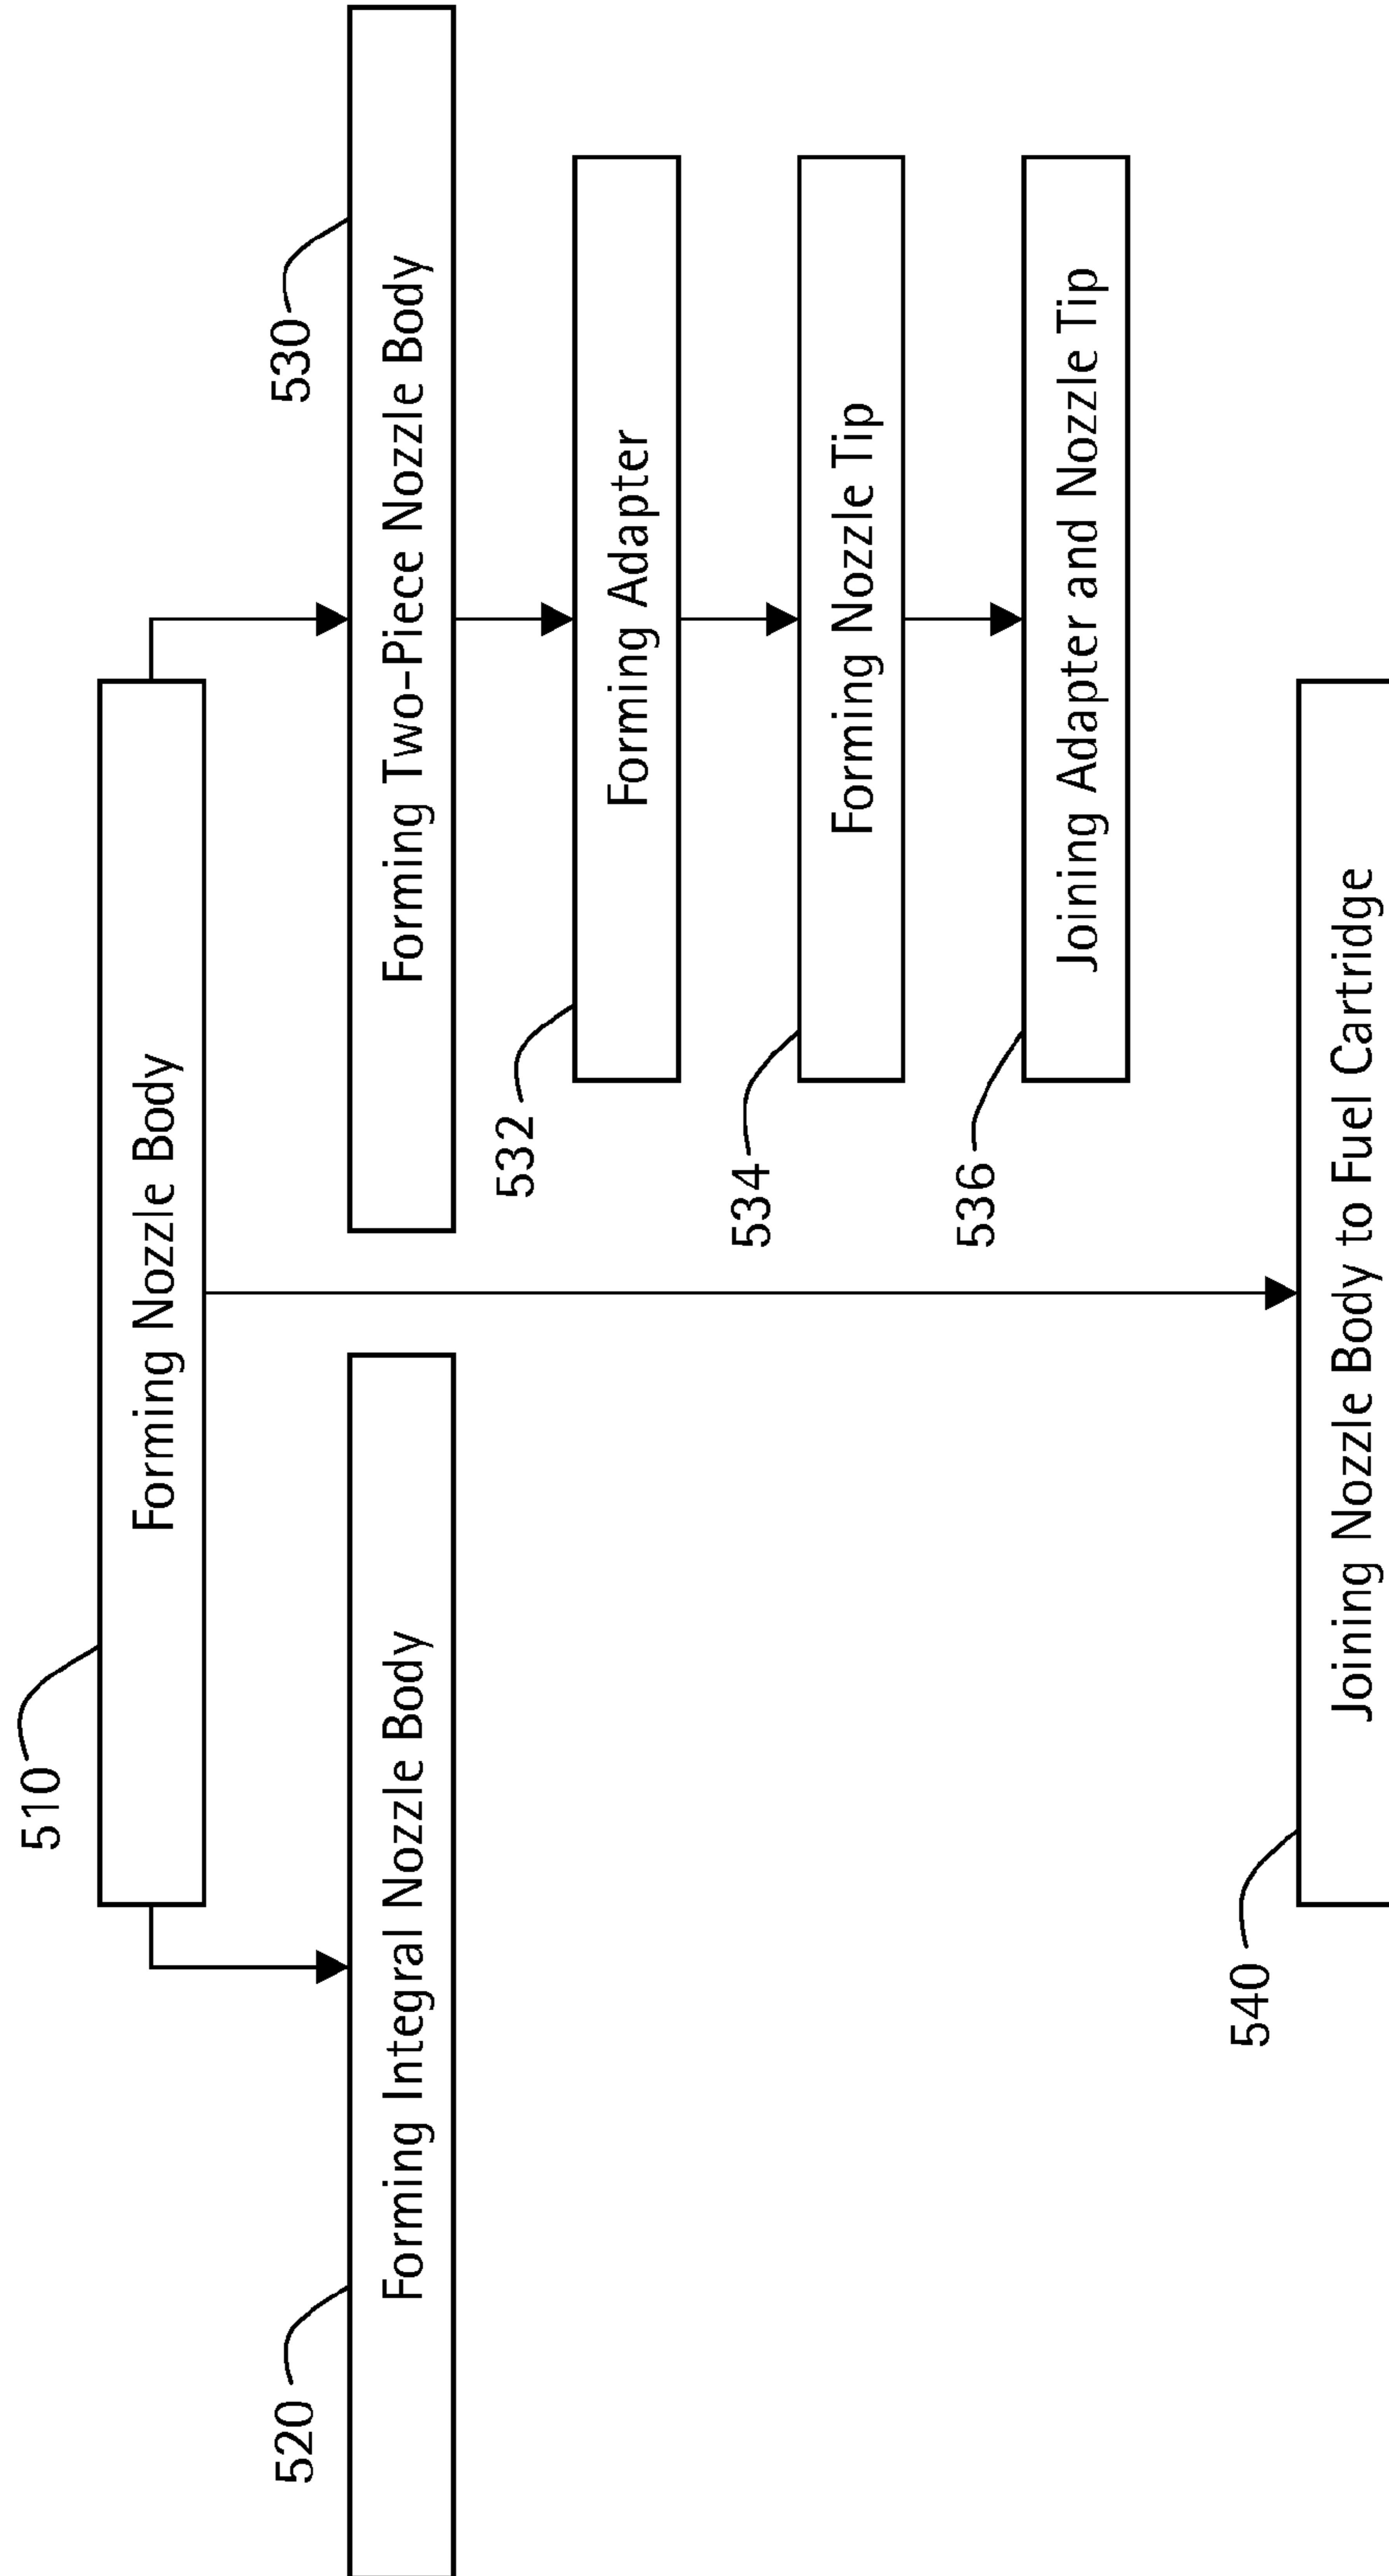 510
Forming Nozzle Body
520
Forming Integral Nozzle Body
530
Forming Two-Piece Nozzle Body
532
Forming Adapter
534
Forming Nozzle Tip
536
Joining Adapter and Nozzle Tip
540
Joining Nozzle Body to Fuel Cartridge